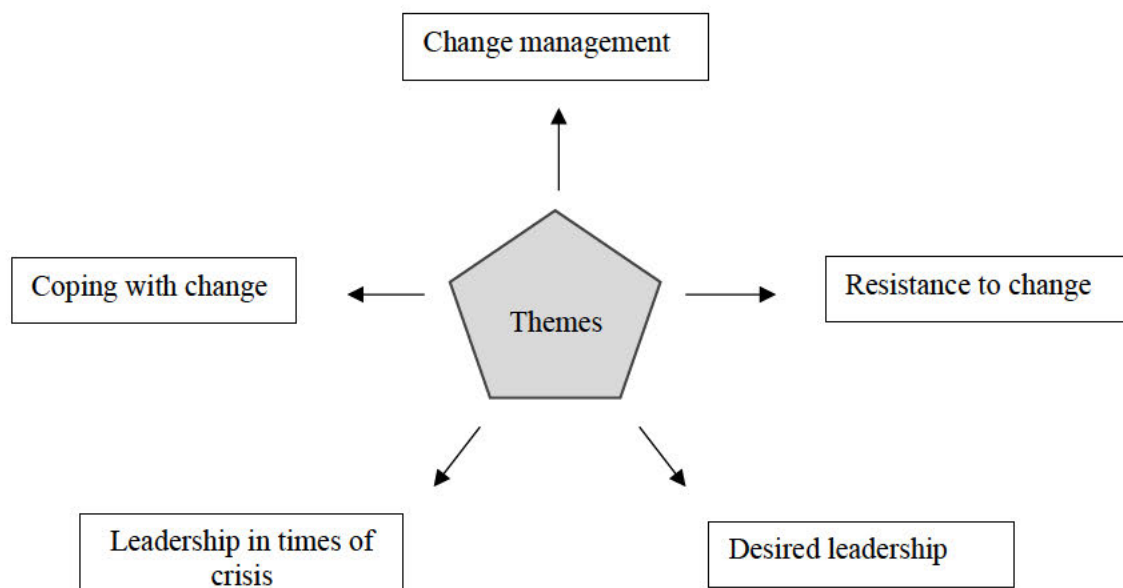 Change management
Coping with change
Resistance to change
Themes
Leadership in times of
crisis
Desired leadership